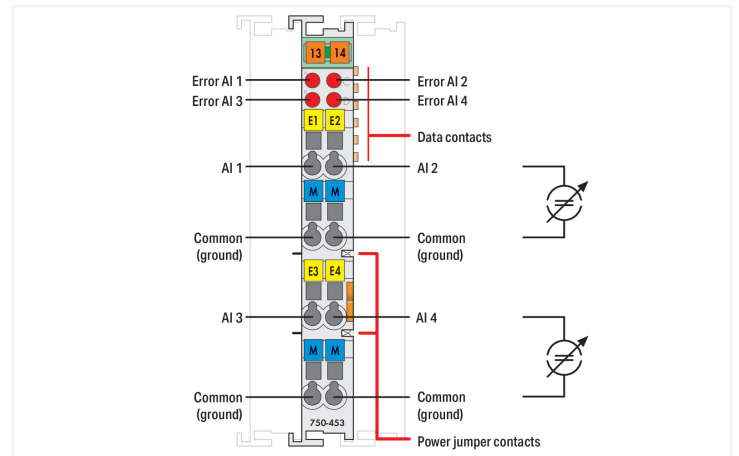 13 14
Error AI 1
Error AI 2
C
Error AI 3
Error AI 4
D
E1 E2
Data contacts
AI 1
AI 2
M M
Common
(ground)
Common
(ground)
E3 E4
AI 3
AI 4
M M
Common
(ground)
Common
(ground)
750-453
Power jumper contacts